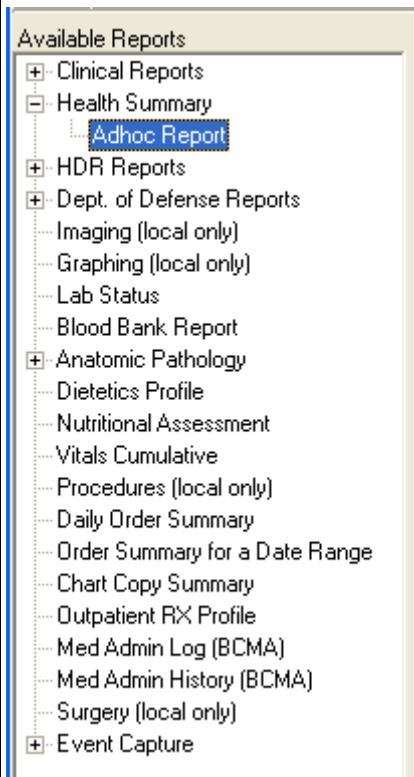 Available Reports
Clinical Reports
Health Summary
Adhoc Report
HDR Reports
Dept. of Defense Reports
Imaging (local only)
Graphing (local only)
Lab Status
Blood Bank Report
Anatomic Pathology
Dietetics Profile
Nutritional Assessment
Vitals Cumulative
Procedures (local only)
Daily Order Summary
Order Summary for a Date Range
Chart Copy Summary
Outpatient RX Profile
Med Admin Log (BCMA)
Med Admin History (BCMA)
Surgery (local only)
Event Capture